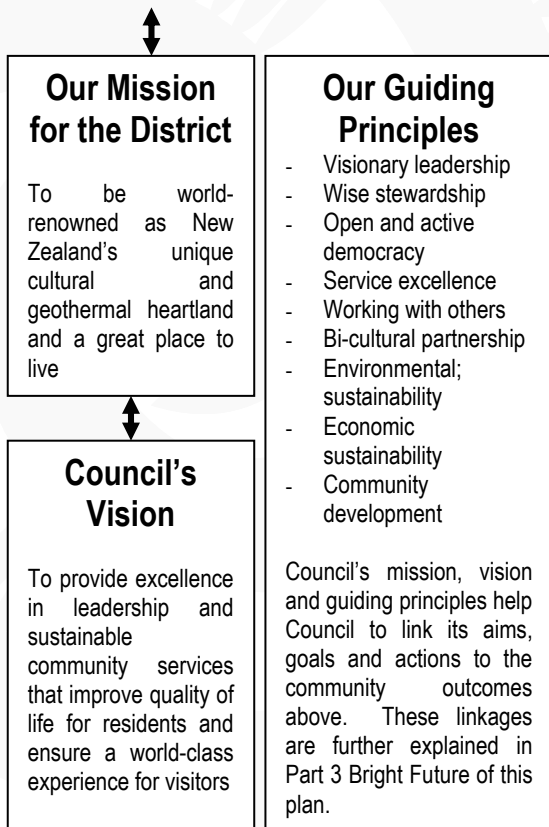 Our Mission
for the District
To be world-
renowned as New
Zealand's unique
cultural and
geothermal heartland
and a great place to
live
Council's
Vision
To provide excellence
in leadership and
sustainable
community services
that improve quality of
life for residents and
ensure a world-class
experience for visitors
Our Guiding
Principles
- Visionary leadership
- Wise stewardship
- Open and active
democracy
- Service excellence
- Working with others
- Bi-cultural partnership
- Environmental;
sustainability
- Economic
sustainability
- Community
development
Council's mission, vision
and guiding principles help
Council to link its aims,
goals and actions to the
community outcomes
above. These linkages
are further explained in
Part 3 Bright Future of this
plan.